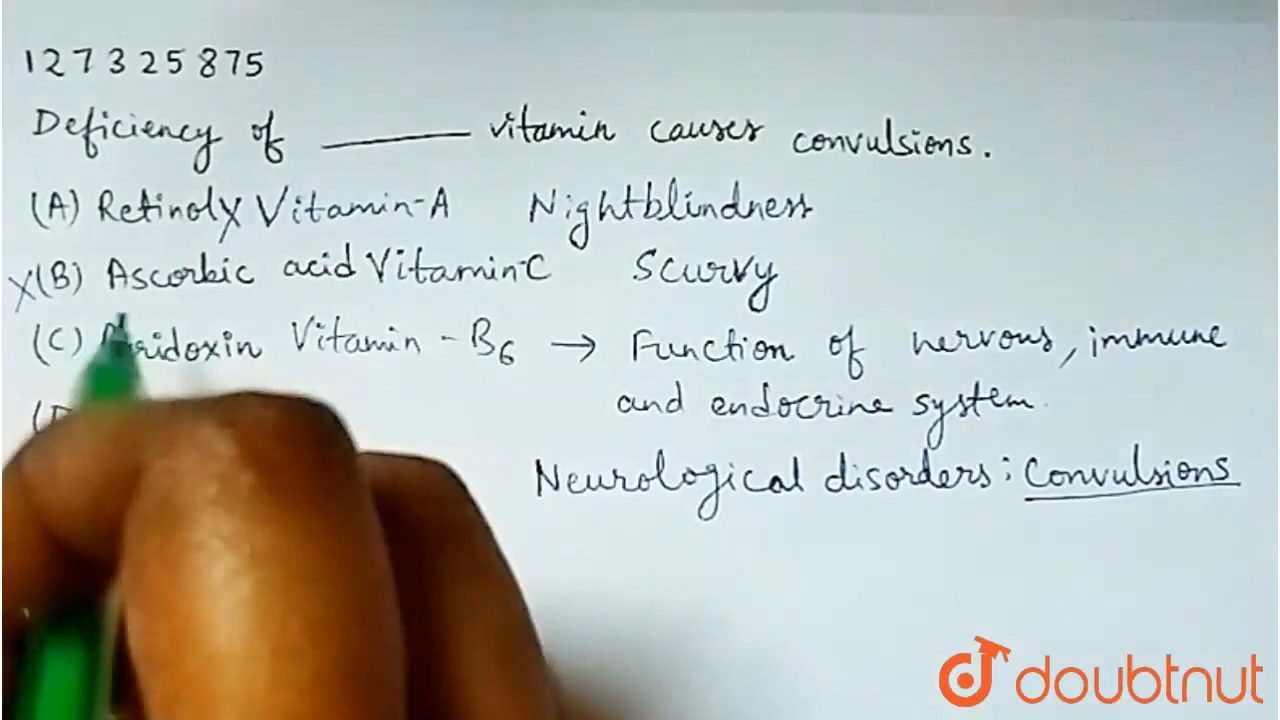 127325875
Deficiency of ______ vitamin causes convulsions.
(A) Retinol X Vitamin-A Nightblindness
X(B) Ascorbic acid Vitamin-C Scurvy
(C) Vitamin-B6 → Function of nervous, immune
and endocrine system.
(D
Neurological disorders: Convulsions
doubtnut